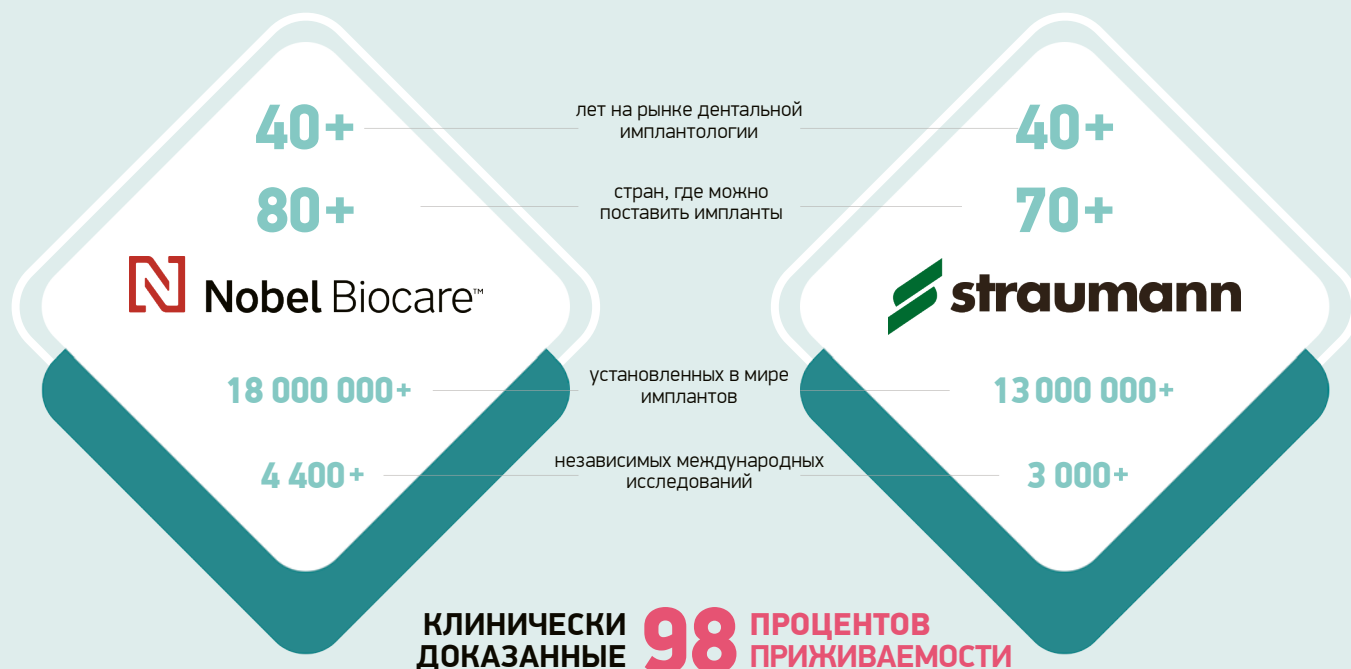 40+
лет на рынке дентальной
имплантологии
40+
80+
стран, где можно
поставить импланты
70+
Nobel Biocare™
straumann
18 000 000+
установленных в мире
имплантов
13 000 000+
4 400+
независимых международных
исследований
3 000+
КЛИНИЧЕСКИ
ДОКАЗАННЫЕ
98
ПРОЦЕНТОВ
ПРИЖИВАЕМОСТИ